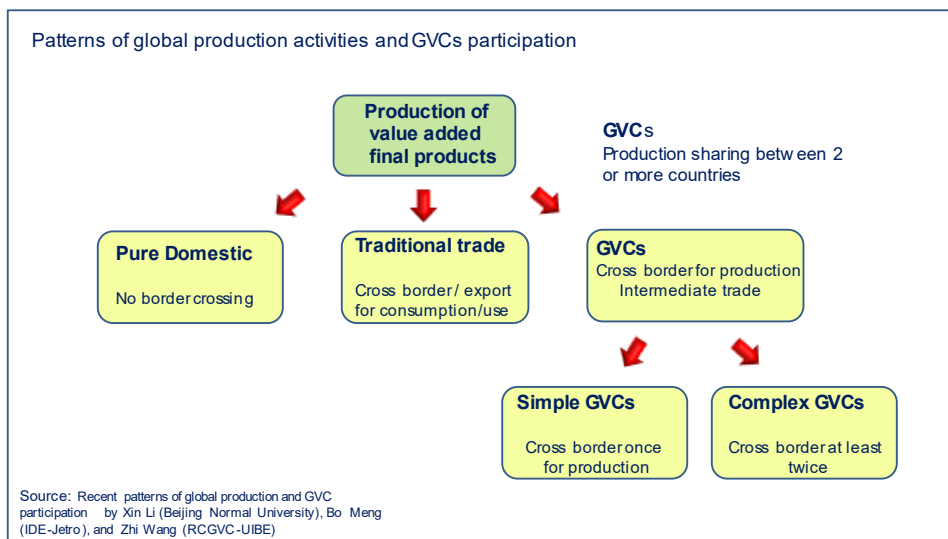 Patterns of global production activities and GVCs participation
Production of
value added
final products
GVCs
Production sharing between 2
or more countries
Pure Domestic
No border crossing
Traditional trade
Cross border / export
for consumption/use
GVCs
Cross border for production
Intermediate trade
Simple GVCs
Cross border once
for production
Complex GVCs
Cross border at least
twice
Source: Recent patterns of global production and GVC
participation by Xin Li (Beijing Normal University), Bo Meng
(IDE-Jetro), and Zhi Wang (RCGVC-UIBE)